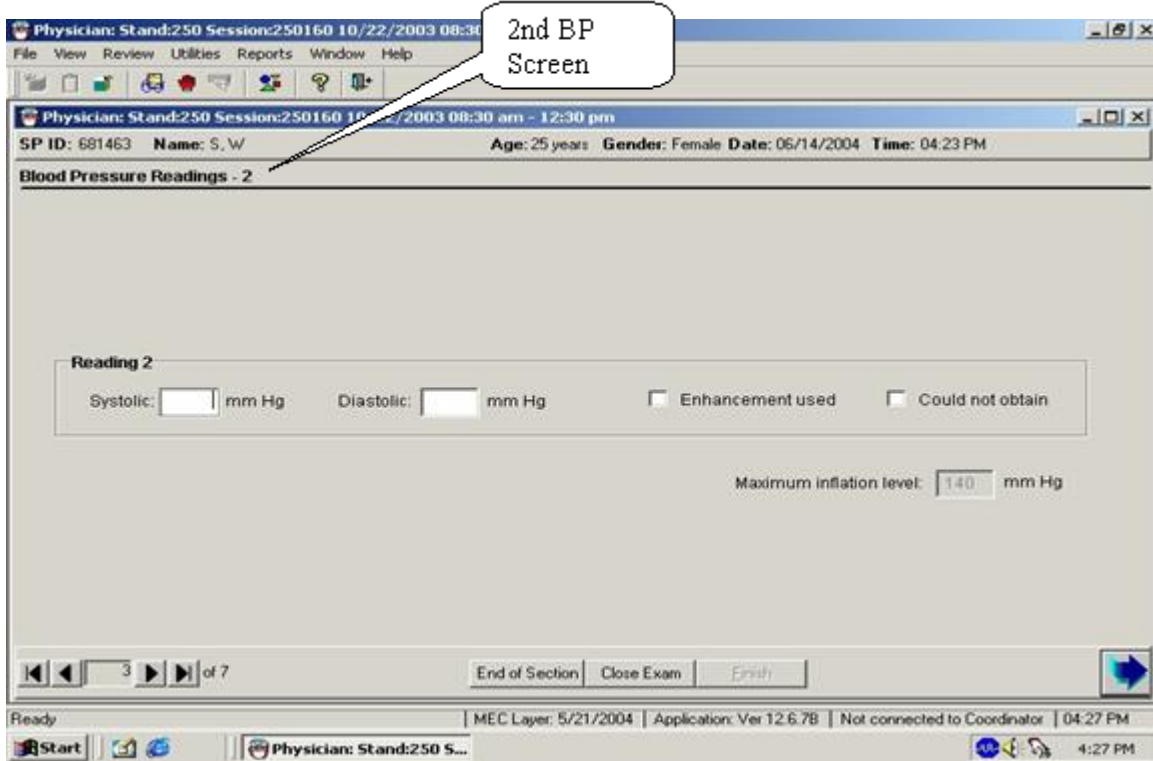 Physician: Stand:250 Session:250160 10/22/2003 08:30
2nd BP
Screen
File View Review Utilities Reports Window Help
Physician: Stand:250 Session:250160 10/22/2003 08:30 am - 12:30 pm
SP ID: 681463 Name: S, W Age: 25 years Gender: Female Date: 06/14/2004 Time: 04:23 PM
Blood Pressure Readings - 2
Reading 2
Systolic: mm Hg Diastolic: mm Hg Enhancement used Could not obtain
Maximum inflation level: 140 mm Hg
3 of 7 End of Section Close Exam Finish
Ready MEC Layer: 5/21/2004 Application: Ver 12.6.78 Not connected to Coordinator 04:27 PM
Start Physician: Stand:250 S... 4:27 PM